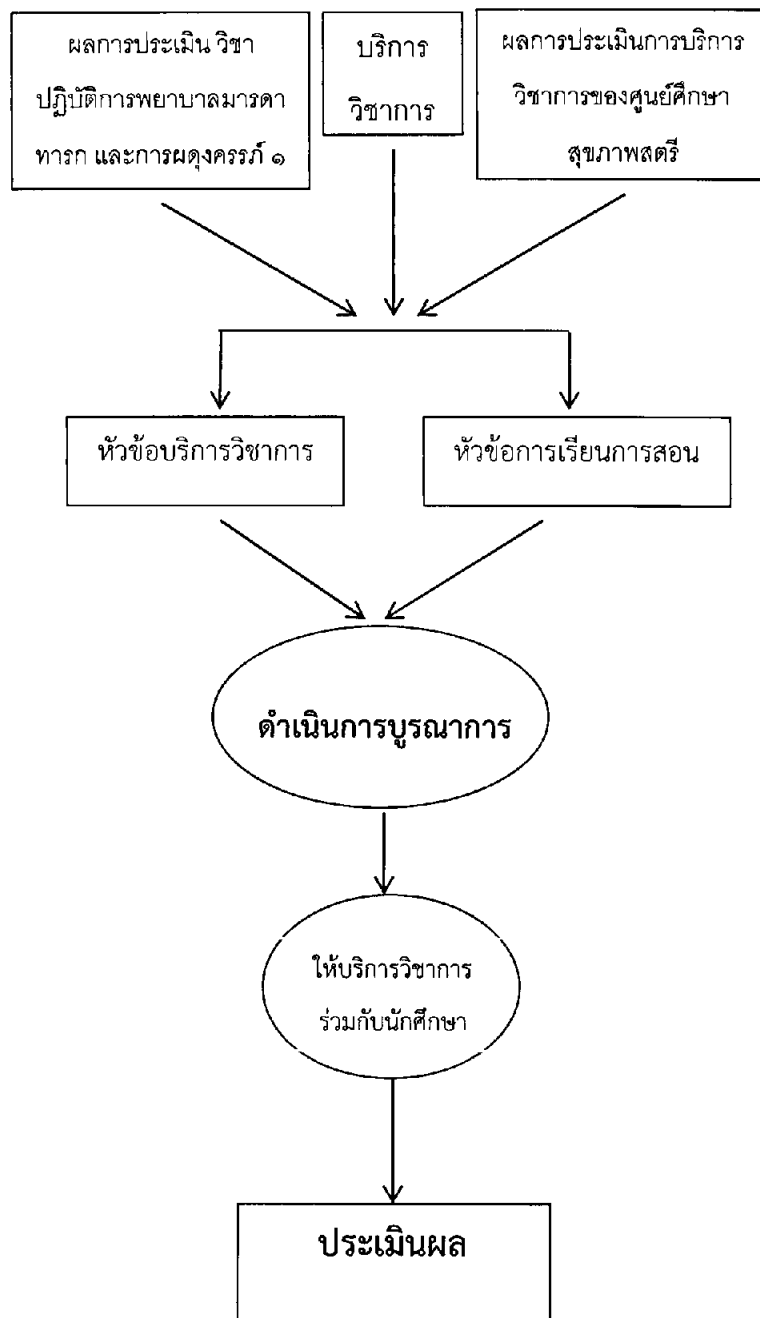 ผลการประเมิน วิชา
ปฏิบัติการพยาบาลมารดา
ทารก และการผดุงครรภ์ ๑
บริการ
วิชาการ
ผลการประเมินการบริการ
วิชาการของศูนย์ศึกษา
สุขภาพสตรี
หัวข้อบริการวิชาการ
หัวข้อการเรียนการสอน
ดำเนินการบูรณาการ
ให้บริการวิชาการ
ร่วมกับนักศึกษา
ประเมินผล